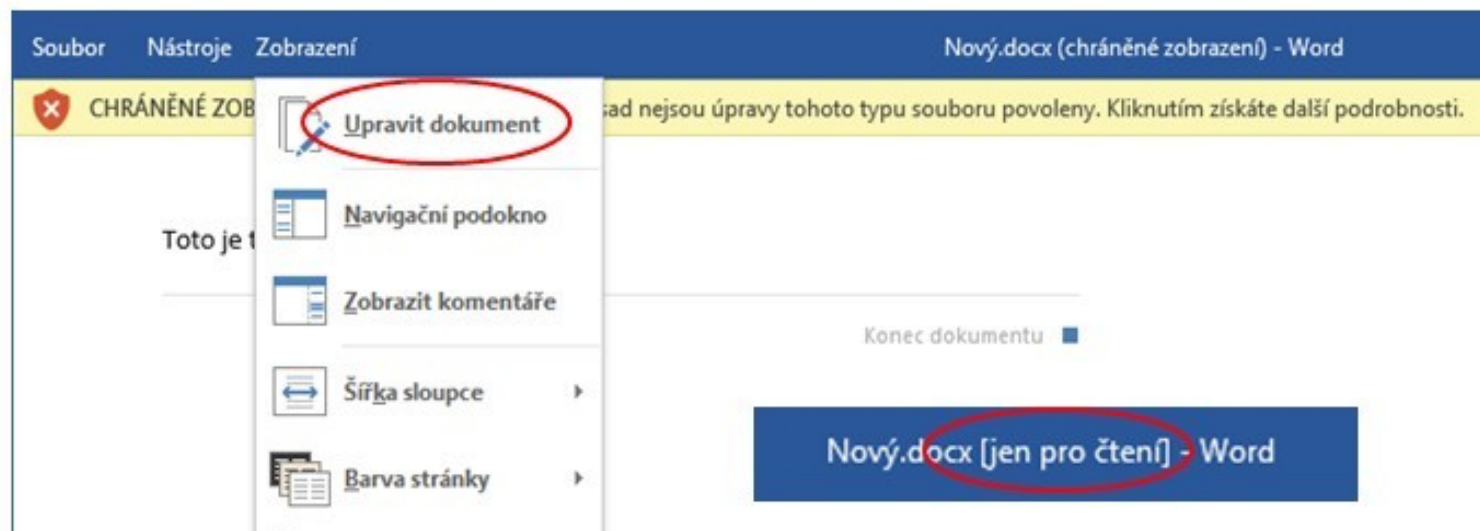 Soubor Nástroje Zobrazení Nový.docx (chráněné zobrazení) - Word
CHRÁNĚNÉ ZOB sad nejsou úpravy tohoto typu souboru povoleny. Kliknutím získáte další podrobnosti.
Upravit dokument
Navigační podokno
Toto je t
Zobrazit komentáře
Konec dokumentu
Šířka sloupce
Nový.docx [jen pro čtení] - Word
Barva stránky